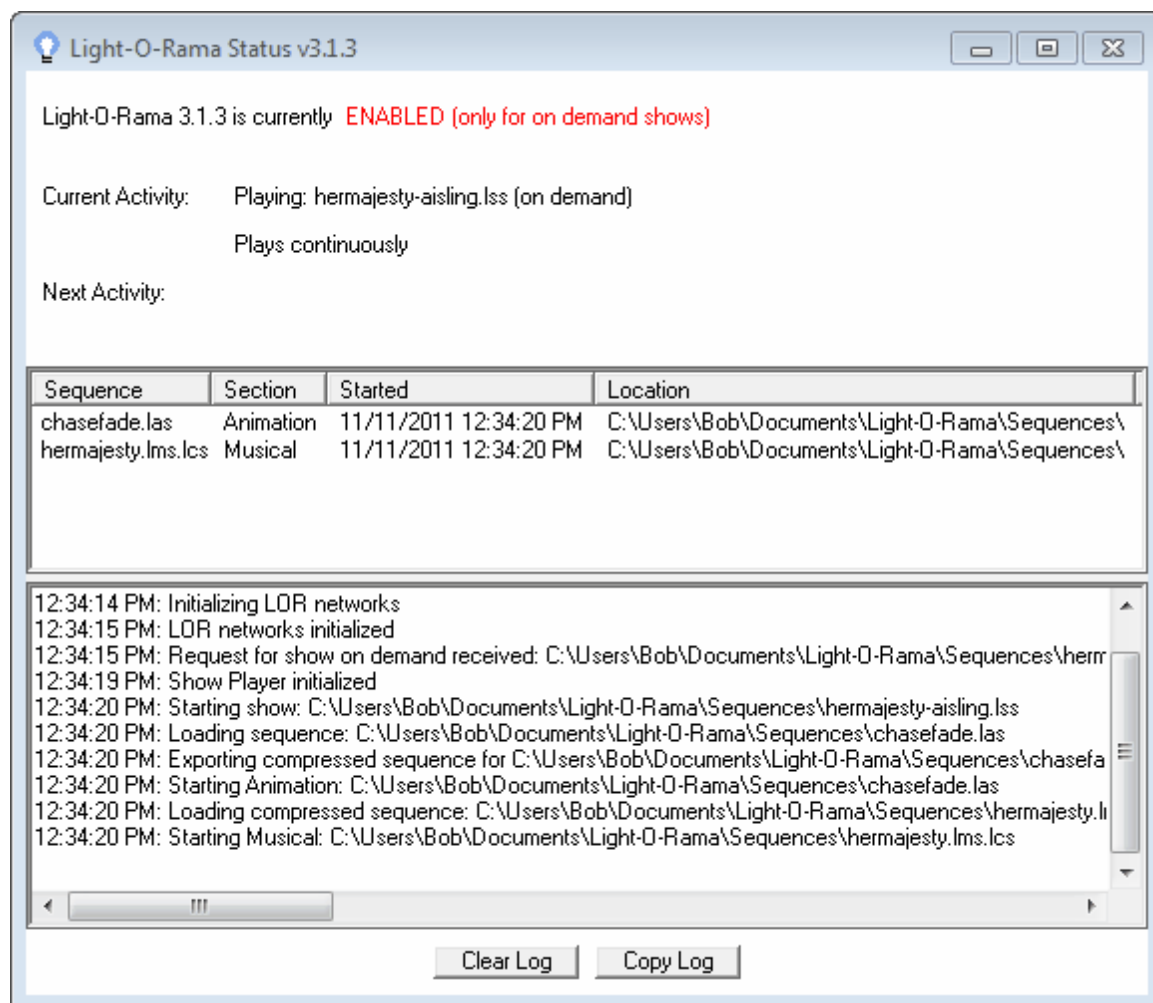 Light-O-Rama Status v3.1.3
Light-O-Rama 3.1.3 is currently ENABLED (only for on demand shows)
Current Activity: Playing: hermajesty-aisling.lss (on demand)
Plays continuously
Next Activity:
Sequence Section Started Location
chasefade.las Animation 11/11/2011 12:34:20 PM C:\Users\Bob\Documents\Light-O-Rama\Sequences\
hermajesty.lms.lcs Musical 11/11/2011 12:34:20 PM C:\Users\Bob\Documents\Light-O-Rama\Sequences\
12:34:14 PM: Initializing LOR networks
12:34:15 PM: LOR networks initialized
12:34:15 PM: Request for show on demand received: C:\Users\Bob\Documents\Light-O-Rama\Sequences\herm
12:34:19 PM: Show Player initialized
12:34:20 PM: Starting show: C:\Users\Bob\Documents\Light-O-Rama\Sequences\hermajesty-aisling.lss
12:34:20 PM: Loading sequence: C:\Users\Bob\Documents\Light-O-Rama\Sequences\chasefade.las
12:34:20 PM: Exporting compressed sequence for C:\Users\Bob\Documents\Light-O-Rama\Sequences\chasefa
12:34:20 PM: Starting Animation: C:\Users\Bob\Documents\Light-O-Rama\Sequences\chasefade.las
12:34:20 PM: Loading compressed sequence: C:\Users\Bob\Documents\Light-O-Rama\Sequences\hermajesty.l
12:34:20 PM: Starting Musical: C:\Users\Bob\Documents\Light-O-Rama\Sequences\hermajesty.lms.lcs
Clear Log Copy Log